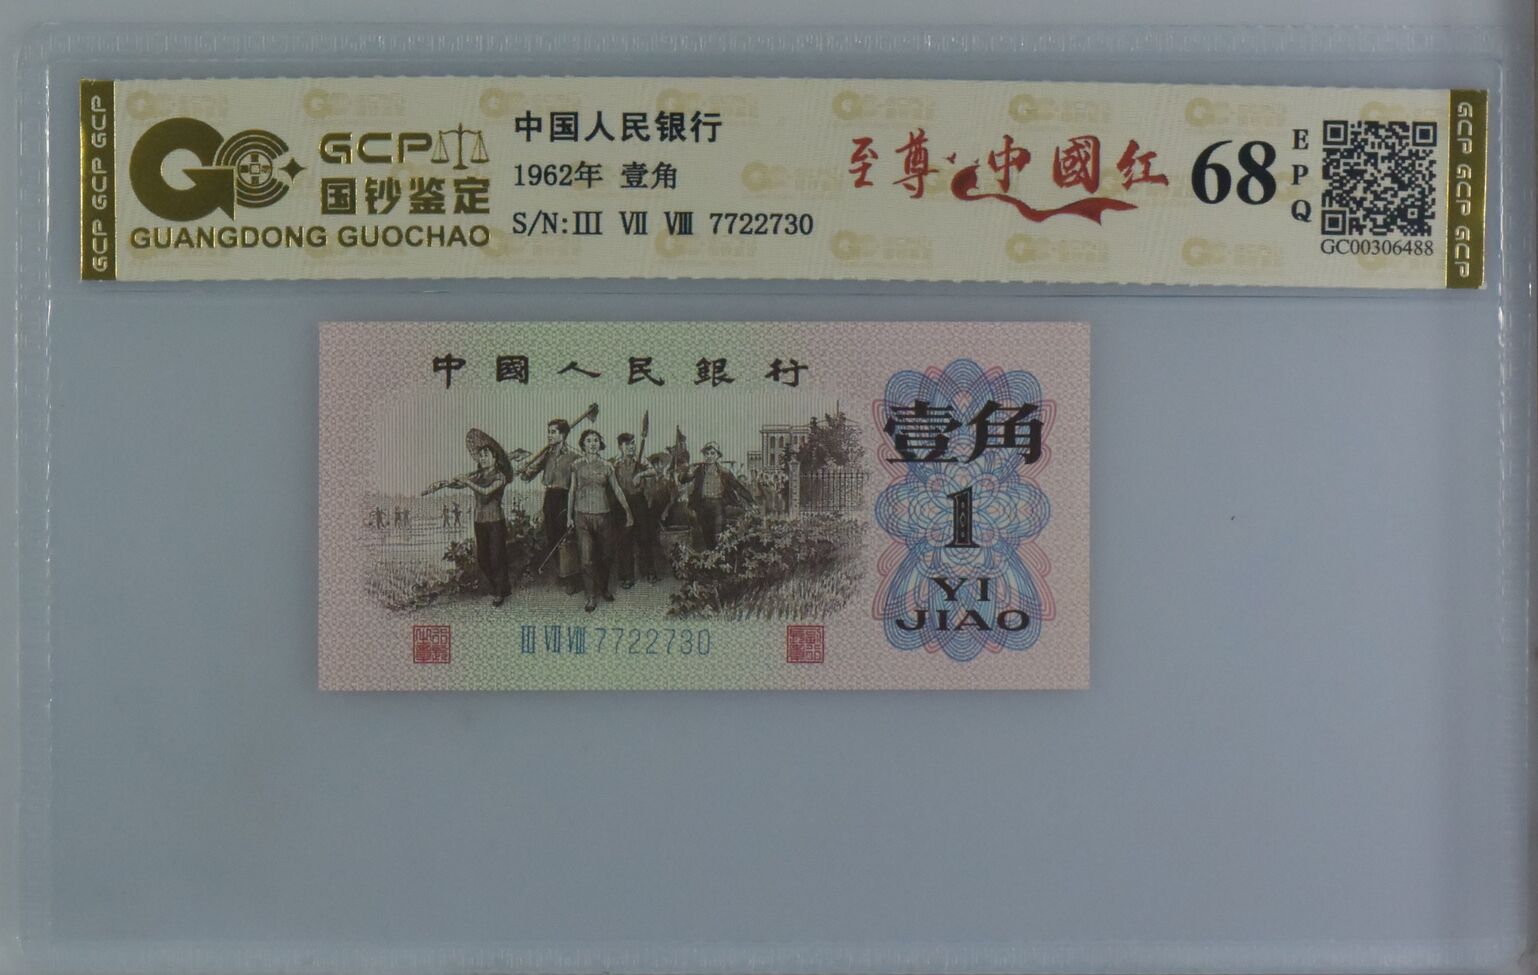 GCP GCP GCP
GCP
国钞鉴定
GUANGDONG GUOCHAO
中国人民银行
1962年 壹角
S/N:III VII VIII 7722730
至尊 中國红
68
EPQ
GC00306488
GCP GCP GCP
中國人民銀行
壹角
1
YI
JIAO
III VII VIII 7722730